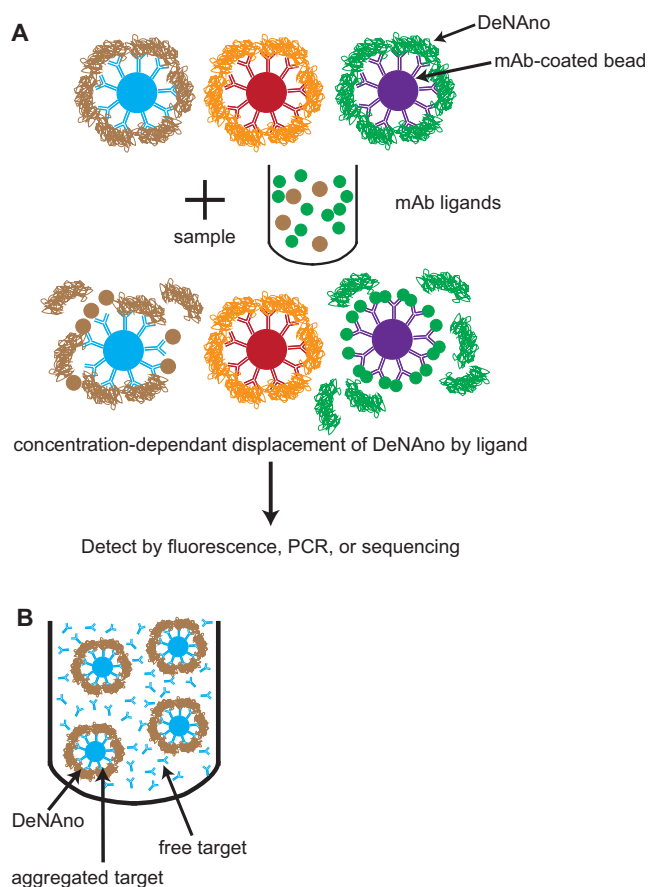 A
DeNAno
mAb-coated bead
sample
mAb ligands
concentration-dependant displacement of DeNAno by ligand
Detect by fluorescence, PCR, or sequencing
B
DeNAno
free target
aggregated target